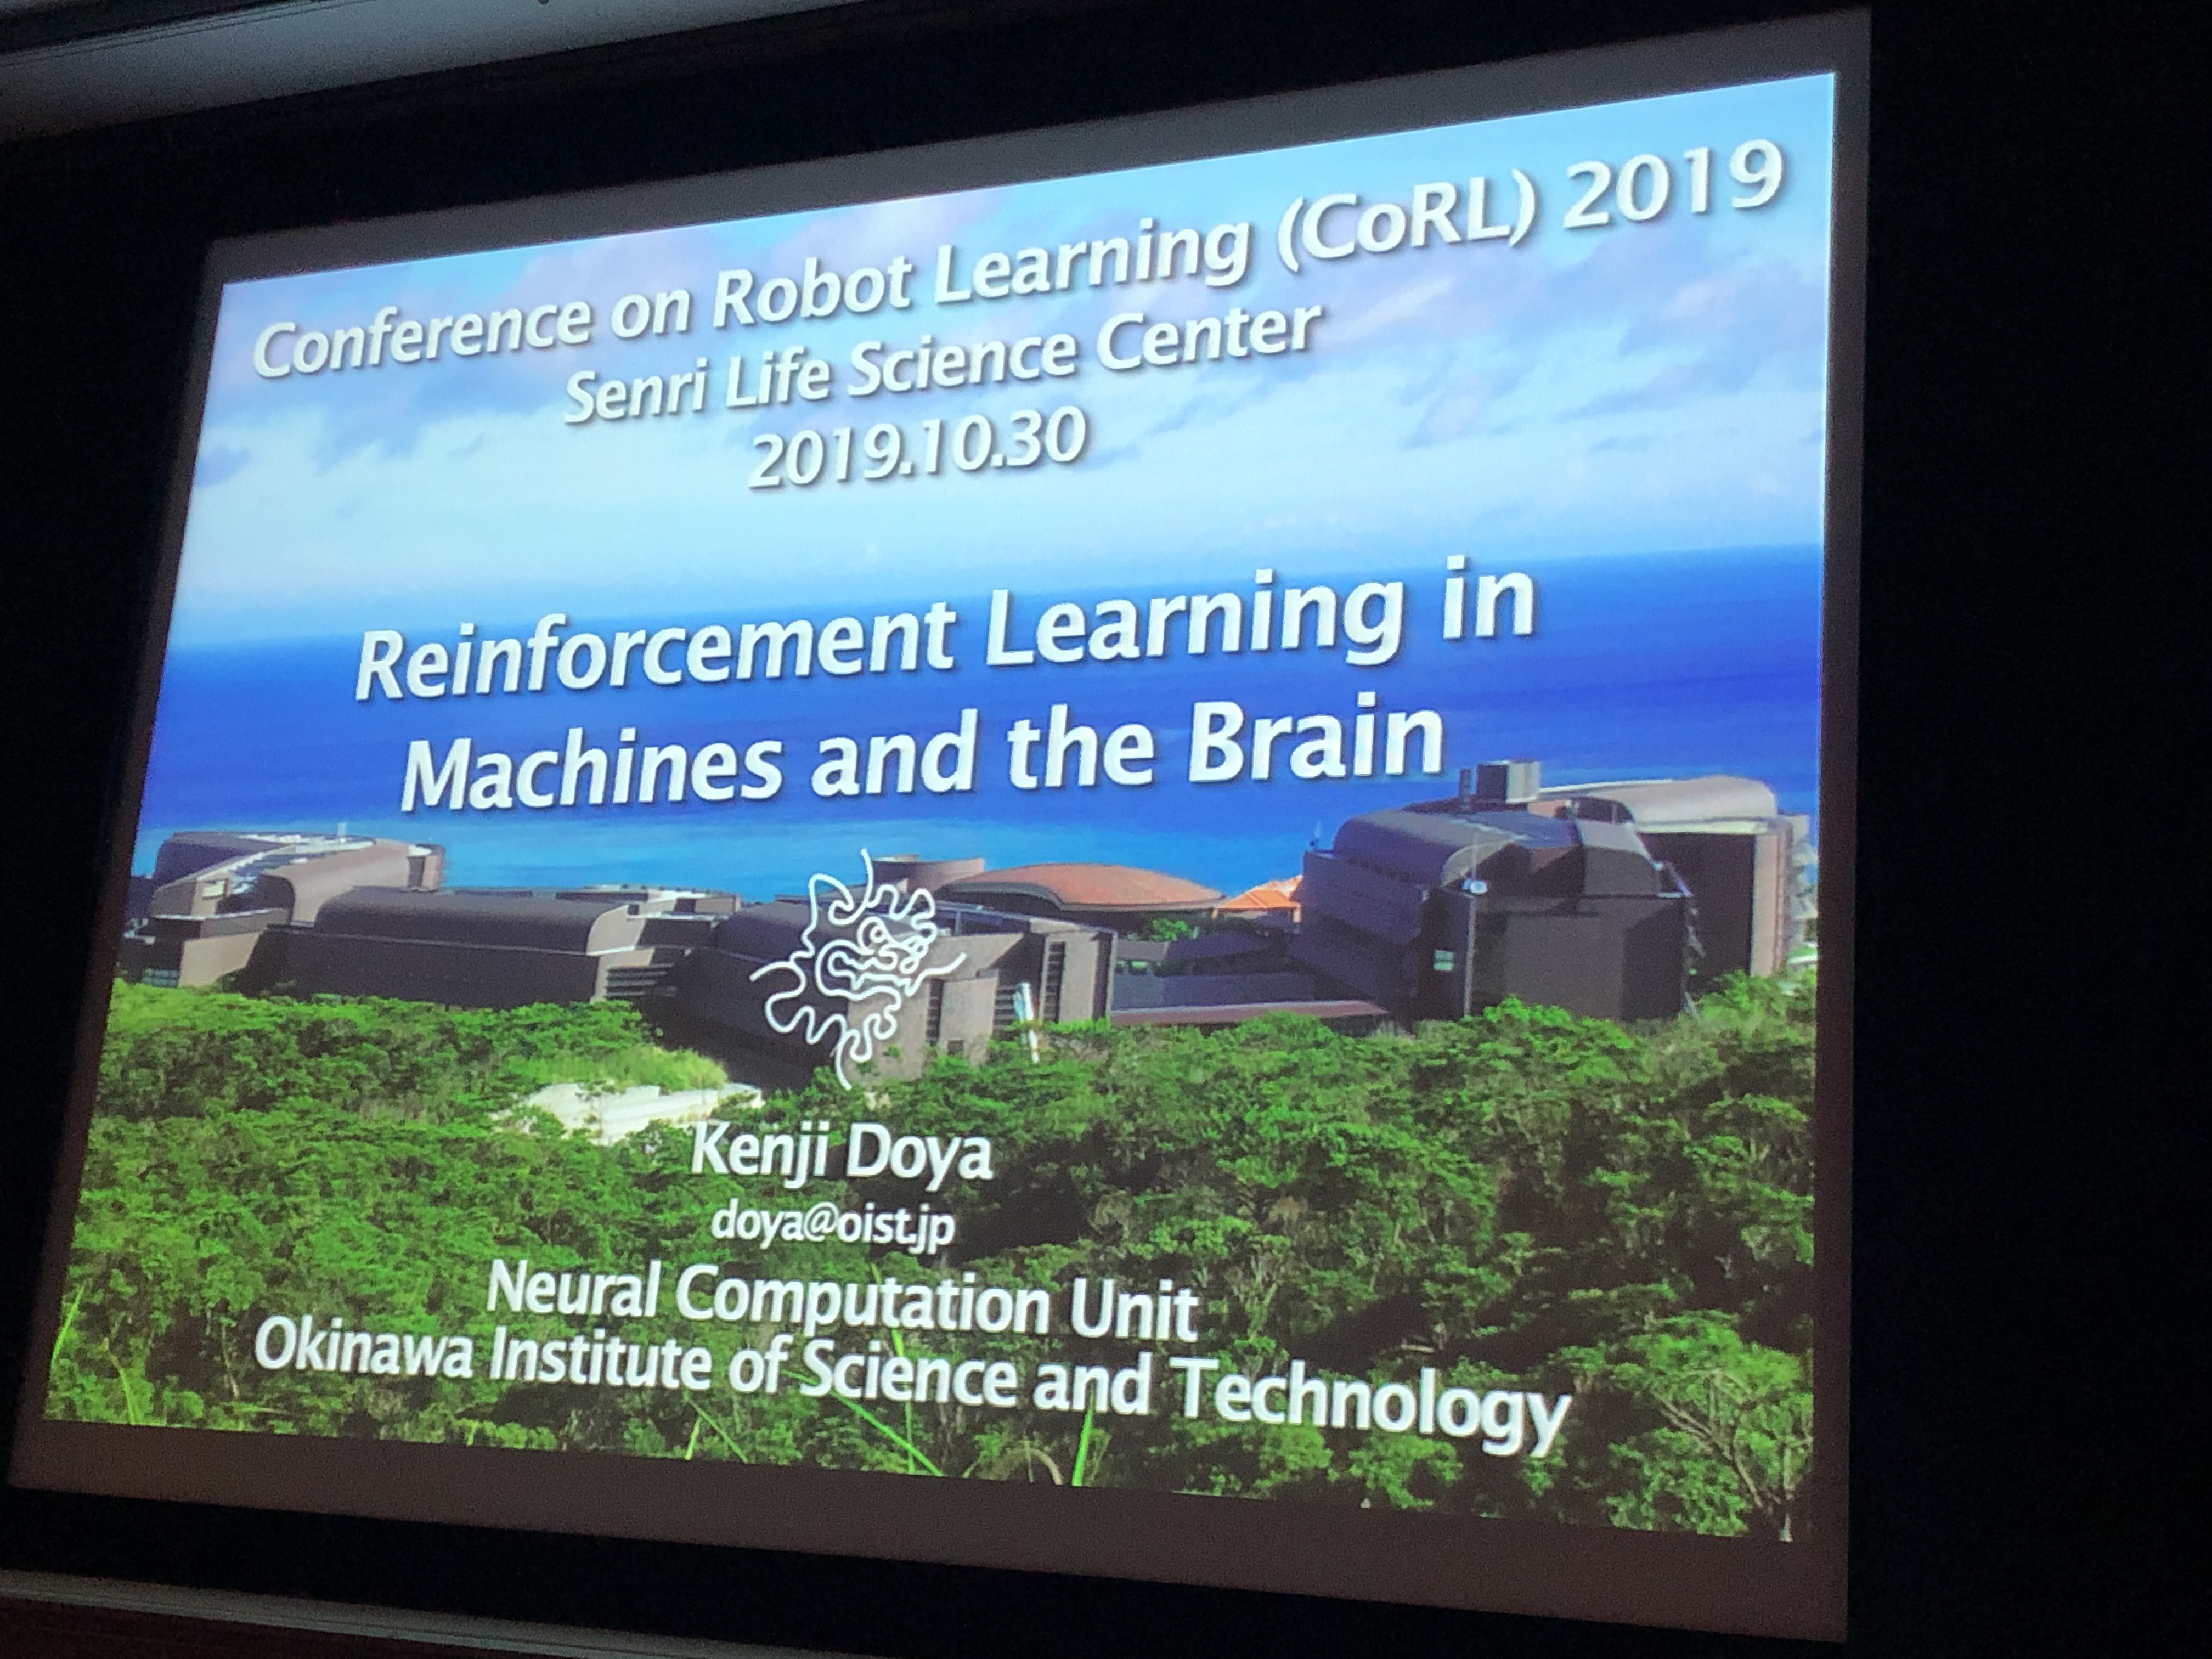 Conference on Robot Learning (CoRL) 2019
Senri Life Science Center
2019.10.30
Reinforcement Learning in
Machines and the Brain
Kenji Doya
doya@oist.jp
Neural Computation Unit
Okinawa Institute of Science and Technology